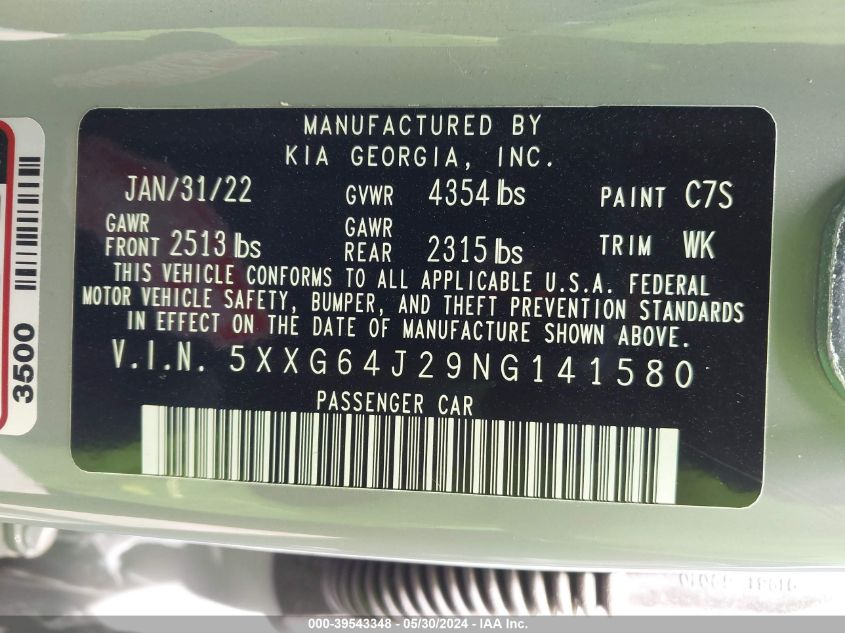 MANUFACTURED BY
KIA GEORGIA, INC.
JAN/31/22 GVWR 4354 lbs PAINT C7S
GAWR FRONT 2513 lbs GAWR REAR 2315 lbs TRIM WK
THIS VEHICLE CONFORMS TO ALL APPLICABLE U.S.A. FEDERAL
MOTOR VEHICLE SAFETY, BUMPER, AND THEFT PREVENTION STANDARDS
IN EFFECT ON THE DATE OF MANUFACTURE SHOWN ABOVE.
V.I.N. 5XXG64J29NG141580
PASSENGER CAR
3500
000-39543348 - 05/30/2024 - IAA Inc.